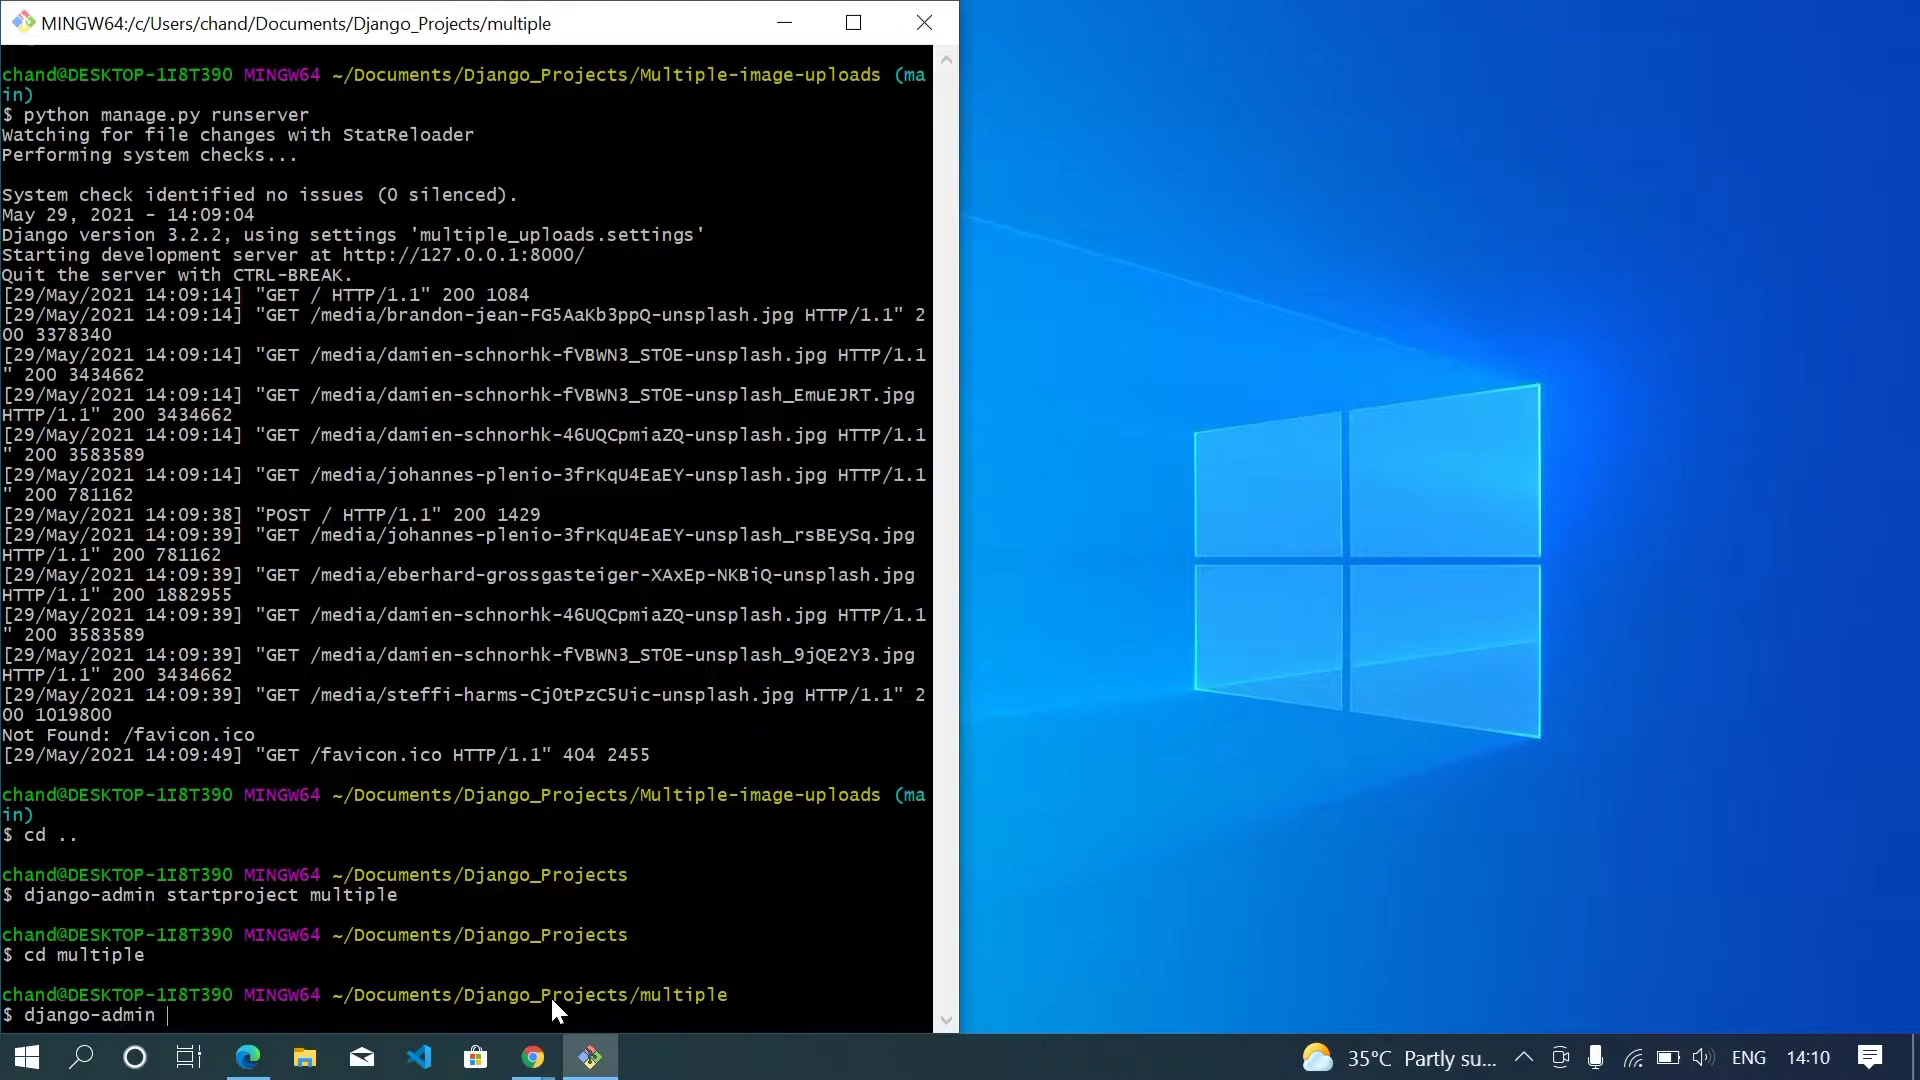 MINGW64:/c/Users/chand/Documents/Django_Projects/multiple
chand@DESKTOP-1I8T39O MINGW64 ~/Documents/Django_Projects/Multiple-image-uploads (ma
in)
$ python manage.py runserver
Watching for file changes with StatReloader
Performing system checks...
System check identified no issues (0 silenced).
May 29, 2021 - 14:09:04
Django version 3.2.2, using settings 'multiple_uploads.settings'
Starting development server at http://127.0.0.1:8000/
Quit the server with CTRL-BREAK.
[29/May/2021 14:09:14] "GET / HTTP/1.1" 200 1084
[29/May/2021 14:09:14] "GET /media/brandon-jean-FG5AaKb3ppQ-unsplash.jpg HTTP/1.1" 2
00 3378340
[29/May/2021 14:09:14] "GET /media/damien-schnorhk-fVBWN3_ST0E-unsplash.jpg HTTP/1.1
" 200 3434662
[29/May/2021 14:09:14] "GET /media/damien-schnorhk-fVBWN3_ST0E-unsplash_EmuEJRT.jpg
HTTP/1.1" 200 3434662
[29/May/2021 14:09:14] "GET /media/damien-schnorhk-46UQCpmiaZQ-unsplash.jpg HTTP/1.1
" 200 3583589
[29/May/2021 14:09:14] "GET /media/johannes-plenio-3frKqU4EaEY-unsplash.jpg HTTP/1.1
" 200 781162
[29/May/2021 14:09:38] "POST / HTTP/1.1" 200 1429
[29/May/2021 14:09:39] "GET /media/johannes-plenio-3frKqU4EaEY-unsplash_rsBEySq.jpg
HTTP/1.1" 200 781162
[29/May/2021 14:09:39] "GET /media/eberhard-grossgasteiger-XAxEp-NKBiQ-unsplash.jpg
HTTP/1.1" 200 1882955
[29/May/2021 14:09:39] "GET /media/damien-schnorhk-46UQCpmiaZQ-unsplash.jpg HTTP/1.1
" 200 3583589
[29/May/2021 14:09:39] "GET /media/damien-schnorhk-fVBWN3_ST0E-unsplash_9jQE2Y3.jpg
HTTP/1.1" 200 3434662
[29/May/2021 14:09:39] "GET /media/steffi-harms-Cj0tPzC5Uic-unsplash.jpg HTTP/1.1" 2
00 1019800
Not Found: /favicon.ico
[29/May/2021 14:09:49] "GET /favicon.ico HTTP/1.1" 404 2455
chand@DESKTOP-1I8T39O MINGW64 ~/Documents/Django_Projects/Multiple-image-uploads (ma
in)
$ cd ..
chand@DESKTOP-1I8T39O MINGW64 ~/Documents/Django_Projects
$ django-admin startproject multiple
chand@DESKTOP-1I8T39O MINGW64 ~/Documents/Django_Projects
$ cd multiple
chand@DESKTOP-1I8T39O MINGW64 ~/Documents/Django_Projects/multiple
$ django-admin
35°C Partly su... ENG 14:10